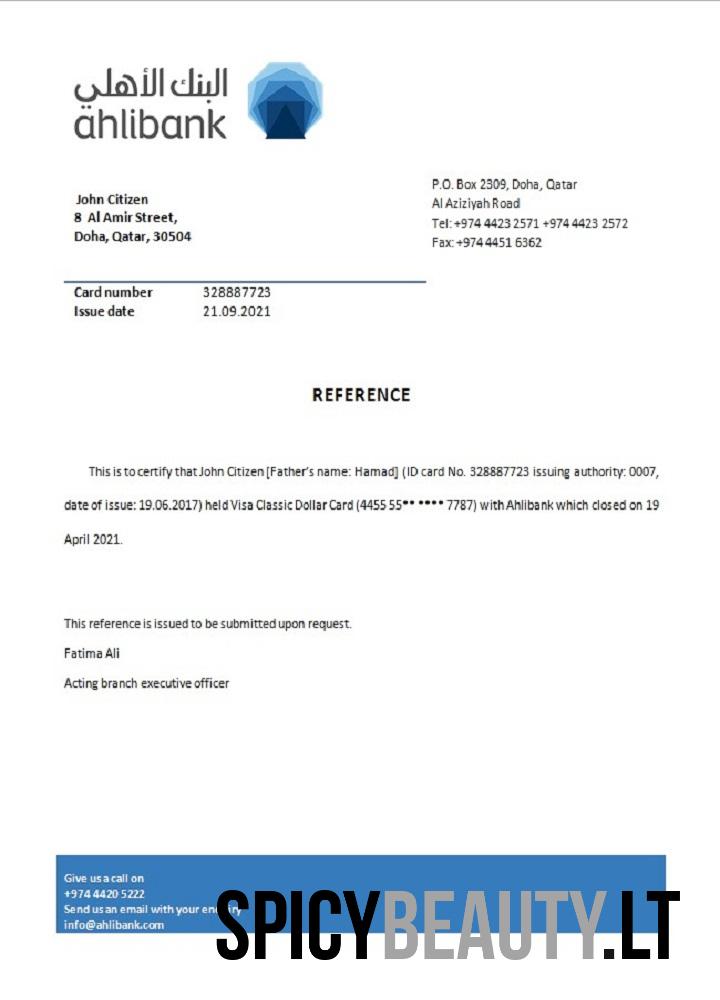 البنك الأهلي
ahlibank
P.O. Box 2309, Doha, Qatar
Al Aziziyah Road
Tel: +974 4423 2571 +974 4423 2572
Fax: +974 4451 6362
John Citizen
8 Al Amir Street,
Doha, Qatar, 30504
Card number 328887723
Issue date 21.09.2021
REFERENCE
This is to certify that John Citizen [Father's name: Hamad] (ID card No. 328887723 issuing authority: 0007,
date of issue: 19.06.2017) held Visa Classic Dollar Card (4455 55•• •••• 7787) with Ahlibank which closed on 19
April 2021.
This reference is issued to be submitted upon request.
Fatima Ali
Acting branch executive officer
Give us a call on
+974 4420 5222
Send us an email with your
info@ahlibank.com
SPICYBEAUTY.LT